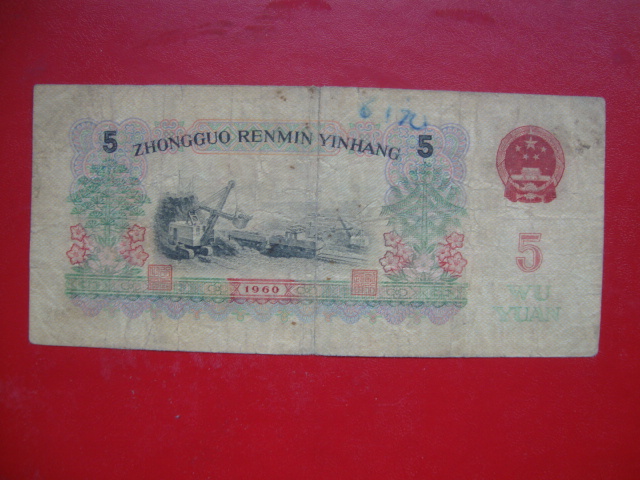 6170
5 ZHONGGUO RENMIN YINHANG 5
5
WU
YUAN
1960